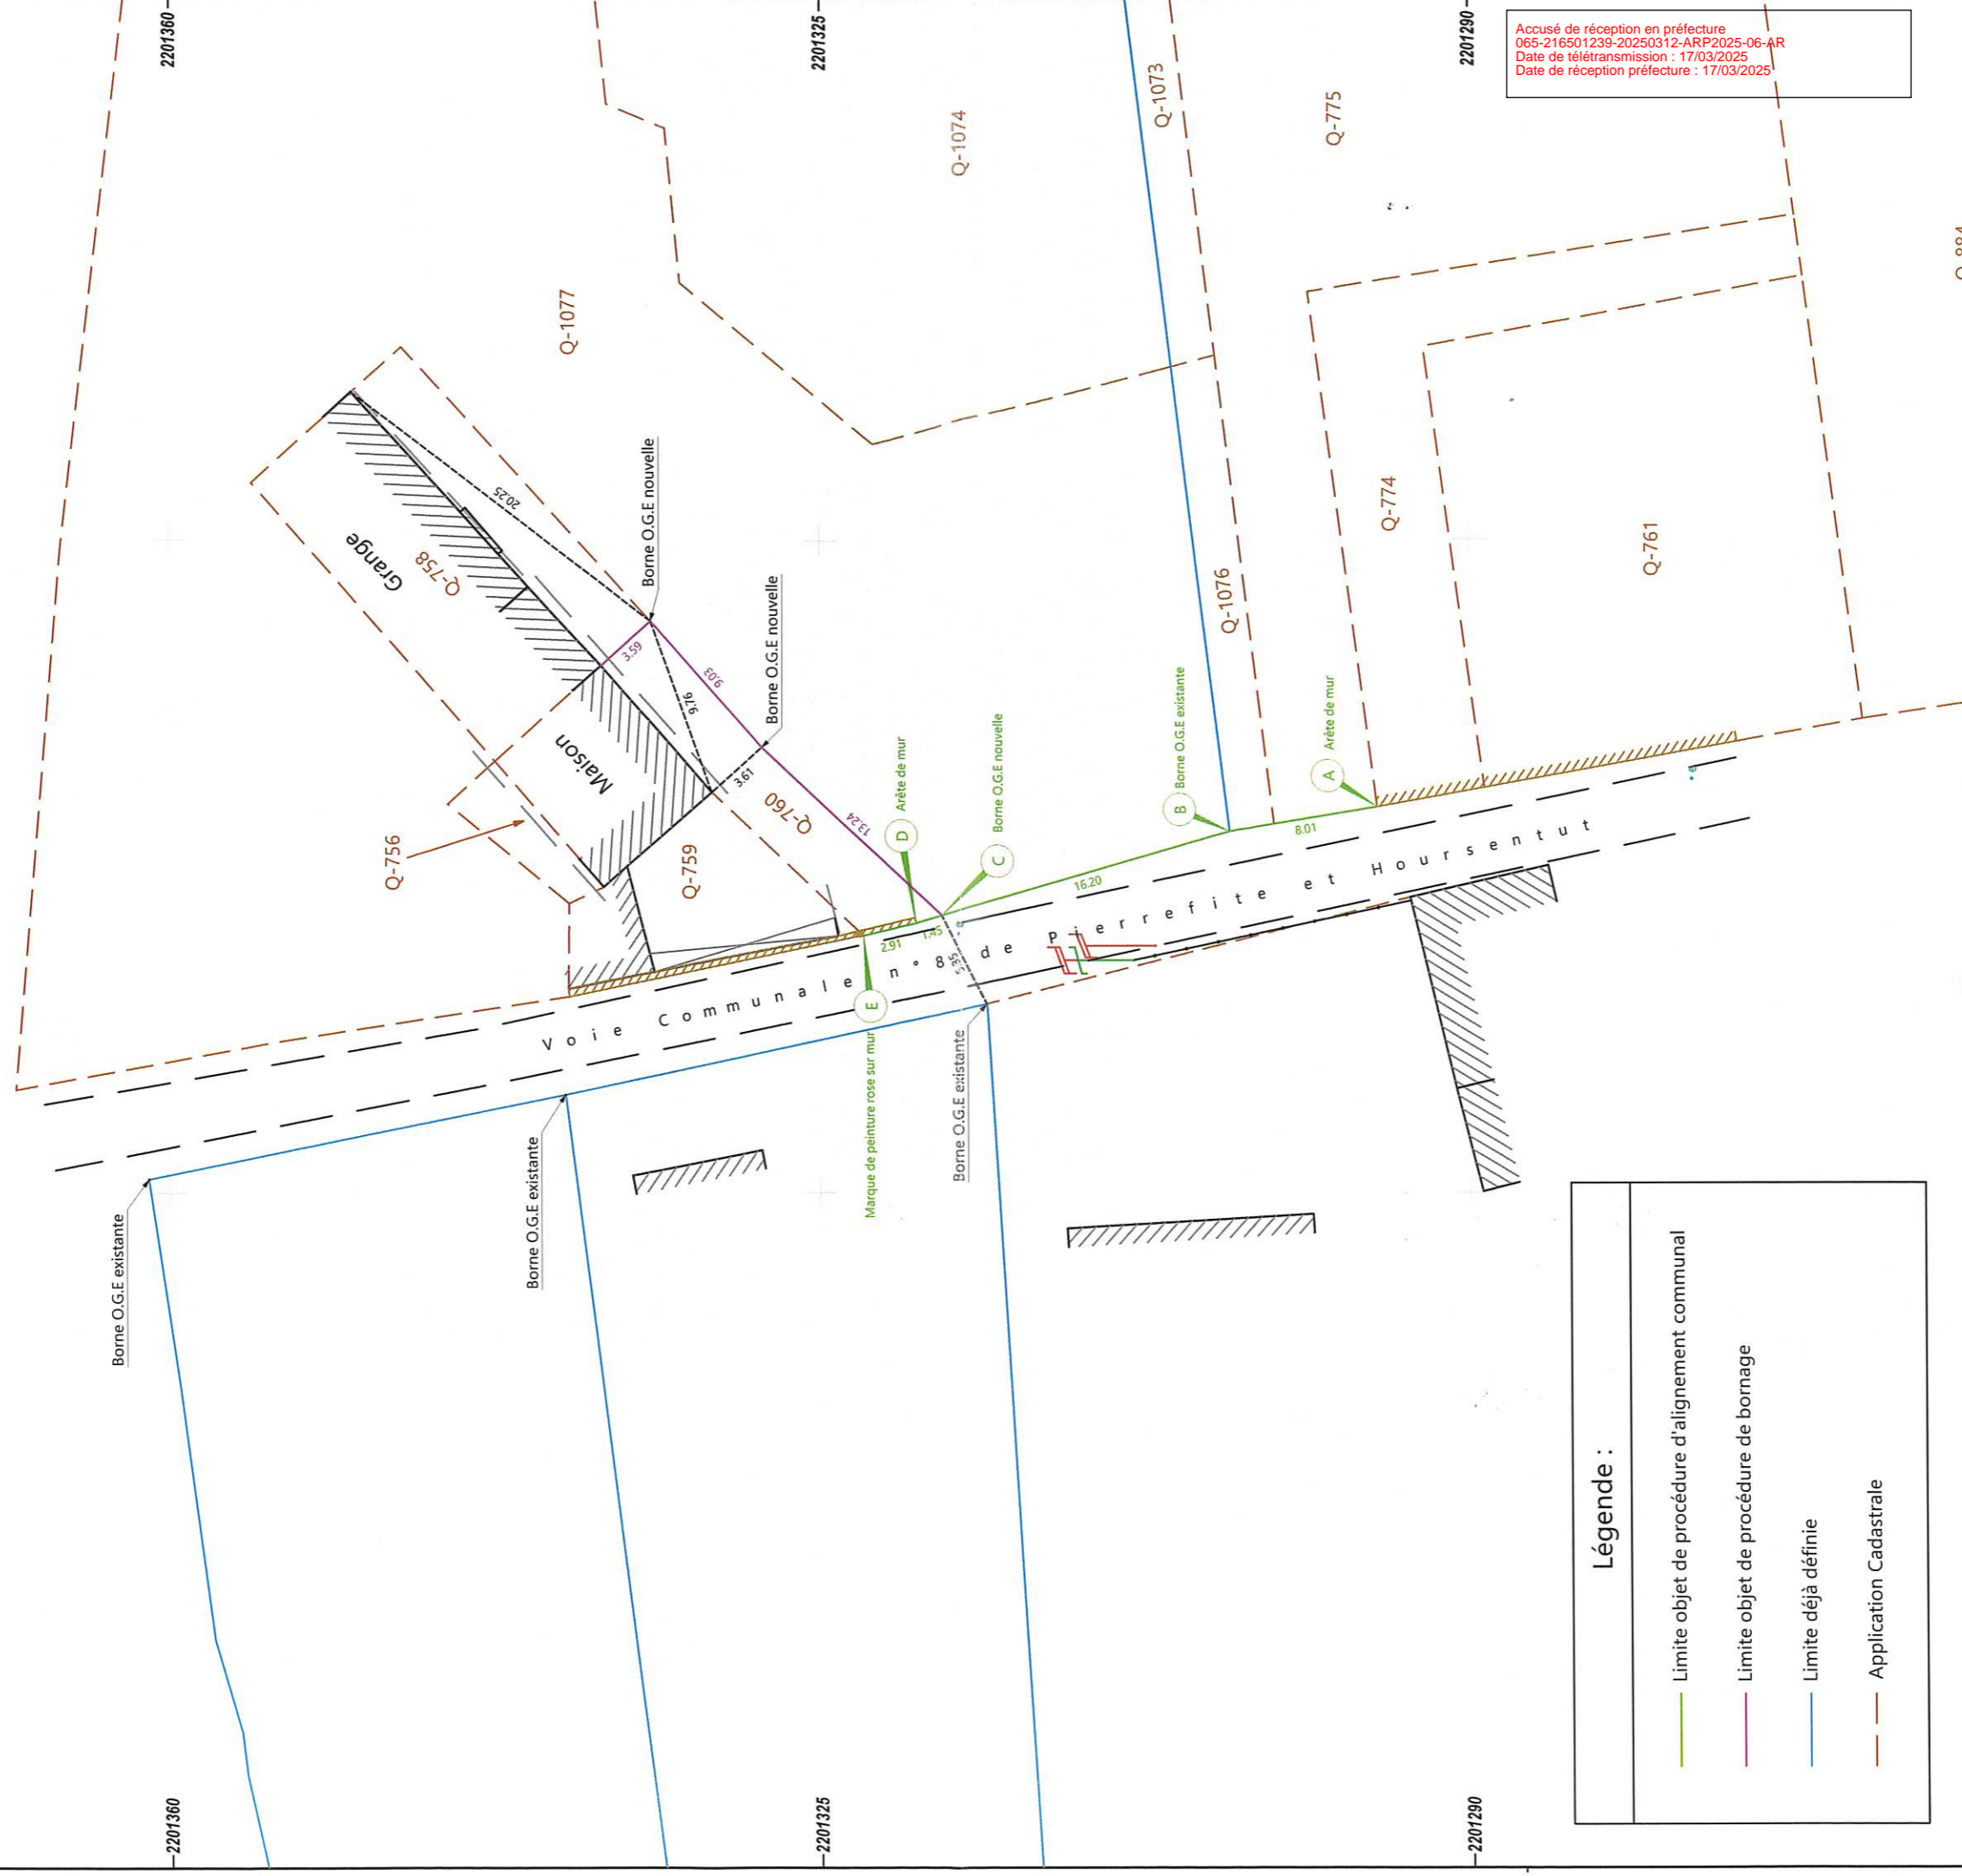 Accusé de réception en préfecture
065-216501239-20250312-ARP2025-06-AR
Date de télétransmission : 17/03/2025
Date de réception préfecture : 17/03/2025
2201360
2201325
2201290
Q-1077
Q-1074
Q-1073
Q-775
Q-1076
Q-774
Q-761
Grange
Q-758
Maison
Q-756
Q-759
Q-760
20.25
3.59
9.03
9.76
3.61
13.24
Borne O.G.E nouvelle
Borne O.G.E nouvelle
D
Arête de mur
C
Borne O.G.E nouvelle
B
Borne O.G.E existante
A
Arête de mur
E
Marque de peinture rose sur mur
2.91
1.45
16.20
8.01
5.35
Voie Communale n°8 de Pierrefite et Hoursentut
Borne O.G.E existante
Borne O.G.E existante
Borne O.G.E existante
2201360
2201325
2201290
Légende :
Limite objet de procédure d'alignement communal
Limite objet de procédure de bornage
Limite déjà définie
Application Cadastrale